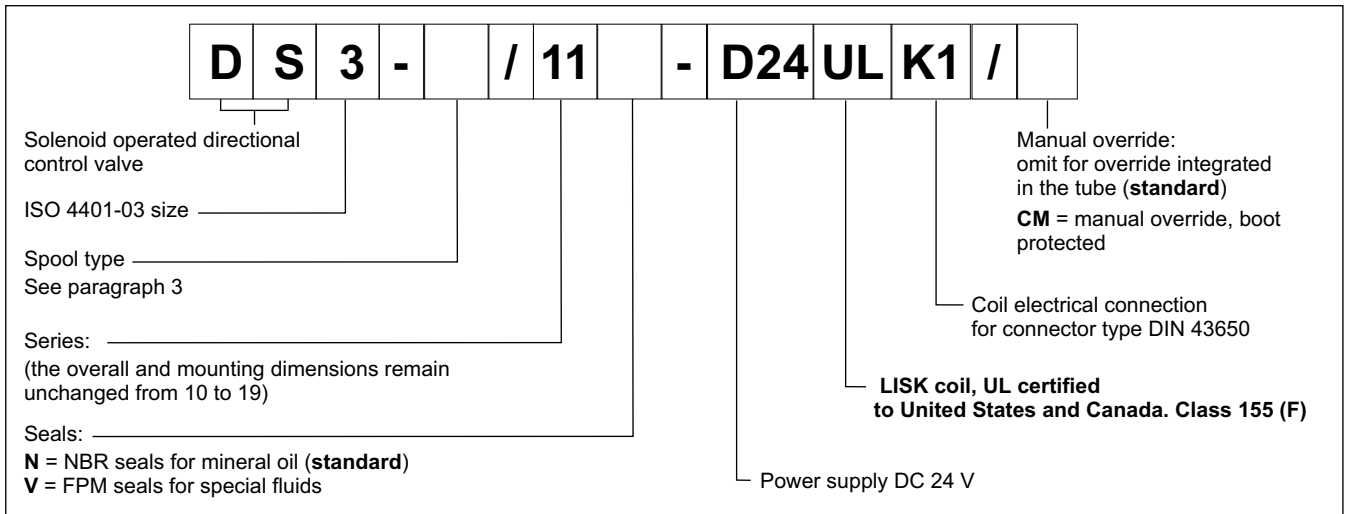 D S 3 - / 11 - D24 UL K1 /
Solenoid operated directional
control valve
ISO 4401-03 size
Spool type
See paragraph 3
Series:
(the overall and mounting dimensions remain
unchanged from 10 to 19)
Seals:
N = NBR seals for mineral oil (standard)
V = FPM seals for special fluids
Manual override:
omit for override integrated
in the tube (standard)
CM = manual override, boot
protected
Coil electrical connection
for connector type DIN 43650
LISK coil, UL certified
to United States and Canada. Class 155 (F)
Power supply DC 24 V